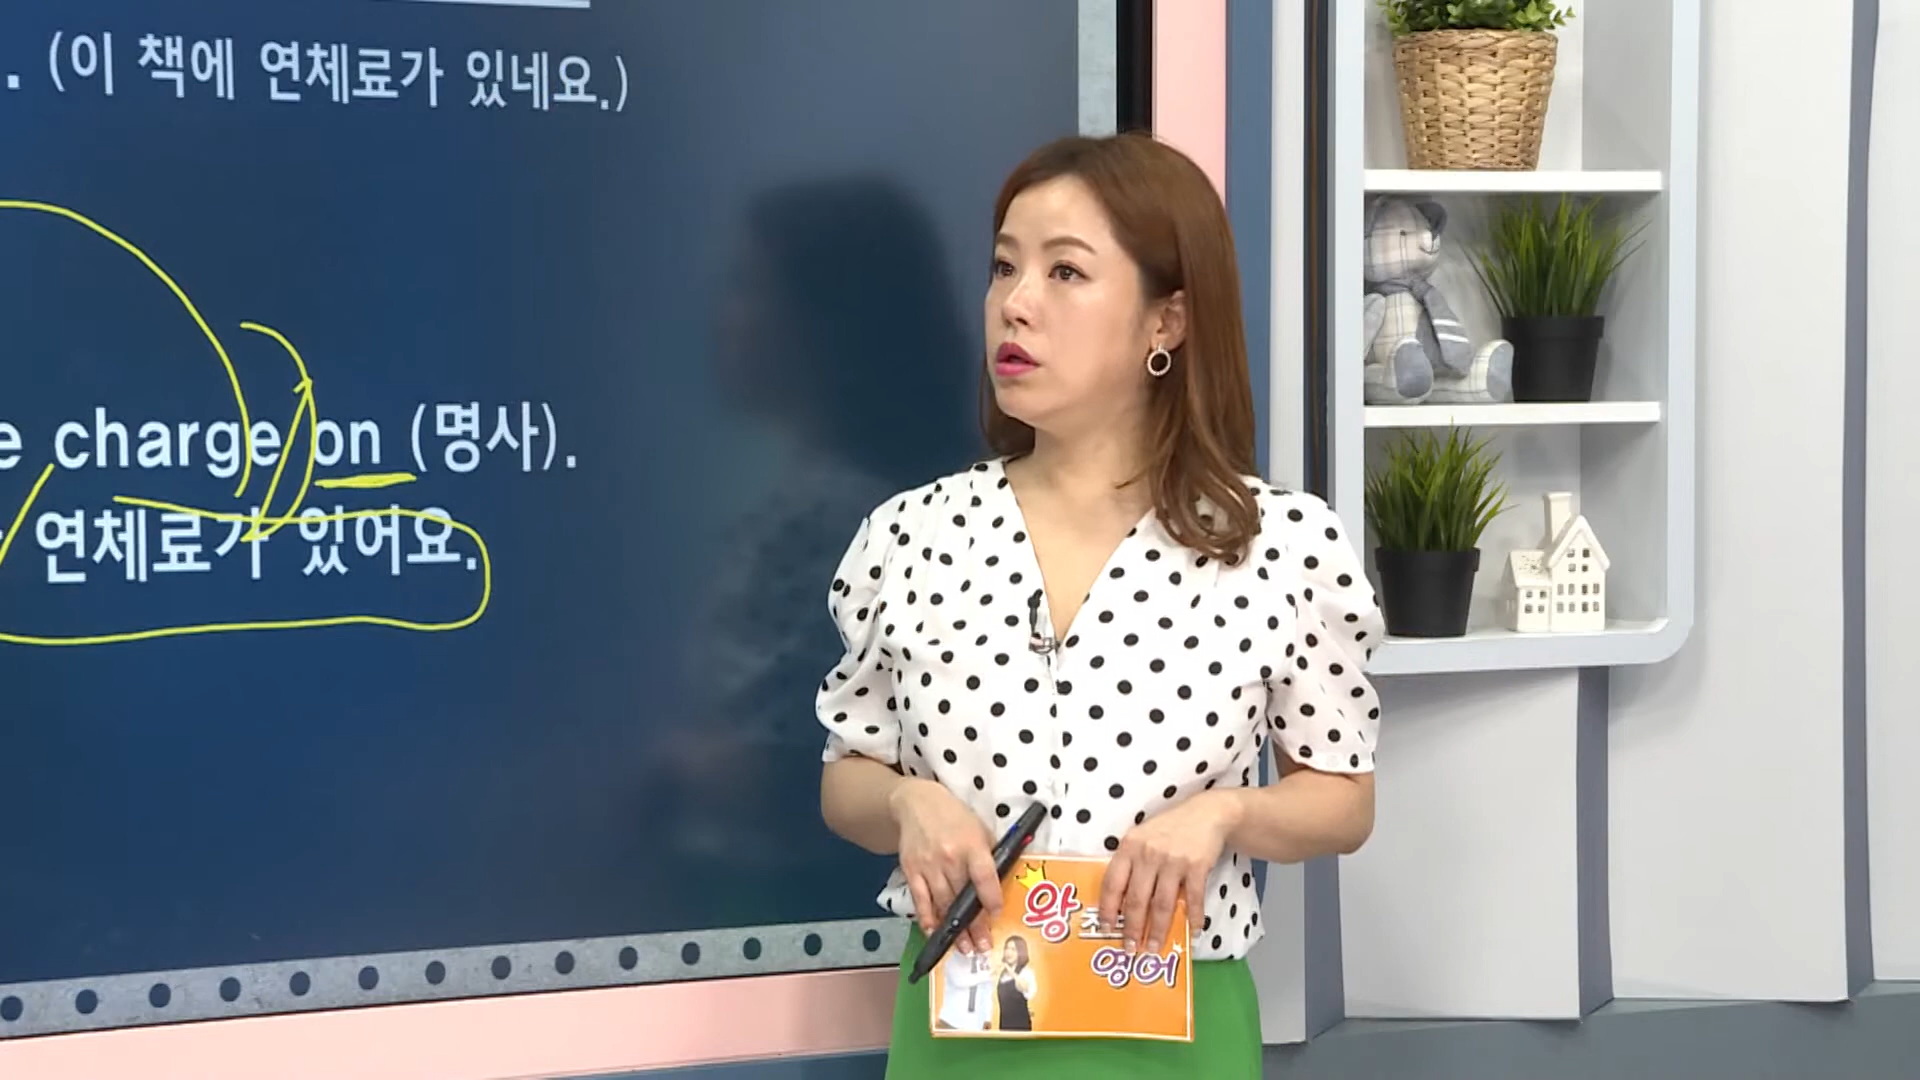 . (이 책에 연체료가 있네요.)
e charge on (명사).
연체료가 있어요.
왕초
영어